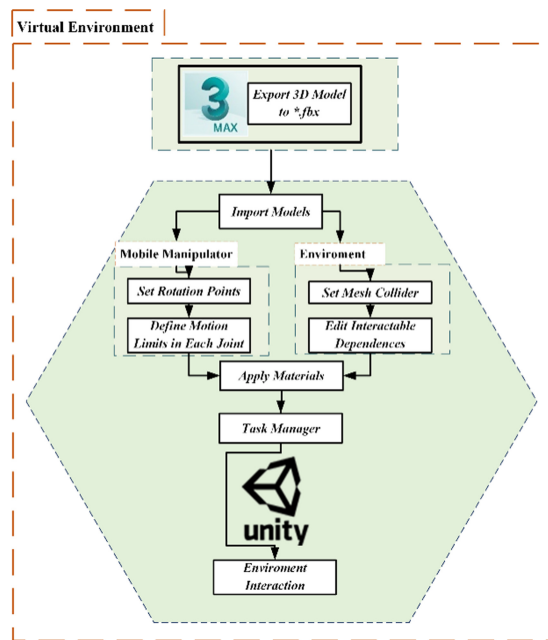 Virtual Environment
3
MAX
Export 3D Model
to *.fbx
Import Models
Mobile Manipulator
Enviroment
Set Rotation Points
Set Mesh Collider
Define Motion
Limits in Each Joint
Edit Interactable
Dependences
Apply Materials
Task Manager
unity
Enviroment
Interaction